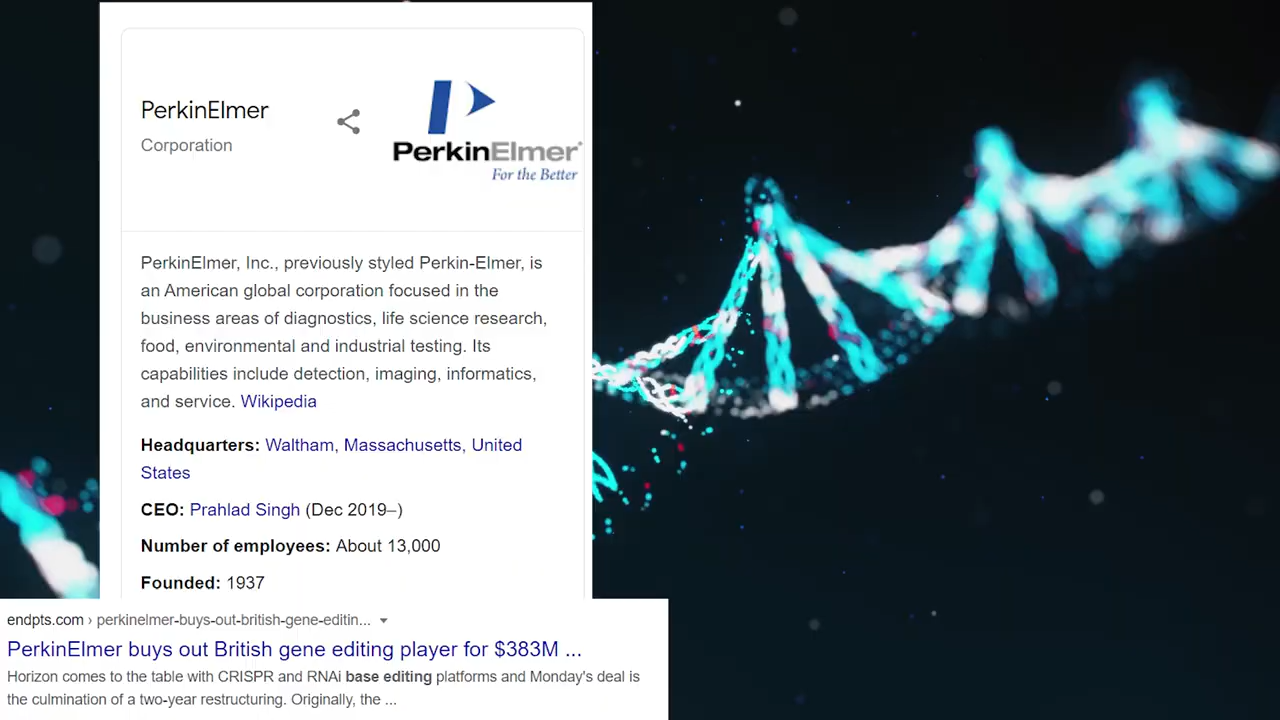 PerkinElmer
Corporation
PerkinElmer®
For the Better
PerkinElmer, Inc., previously styled Perkin-Elmer, is
an American global corporation focused in the
business areas of diagnostics, life science research,
food, environmental and industrial testing. Its
capabilities include detection, imaging, informatics,
and service. Wikipedia
Headquarters: Waltham, Massachusetts, United
States
CEO: Prahlad Singh (Dec 2019–)
Number of employees: About 13,000
Founded: 1937
endpts.com › perkinelmer-buys-out-british-gene-editin...
PerkinElmer buys out British gene editing player for $383M ...
Horizon comes to the table with CRISPR and RNAi base editing platforms and Monday's deal is
the culmination of a two-year restructuring. Originally, the ...